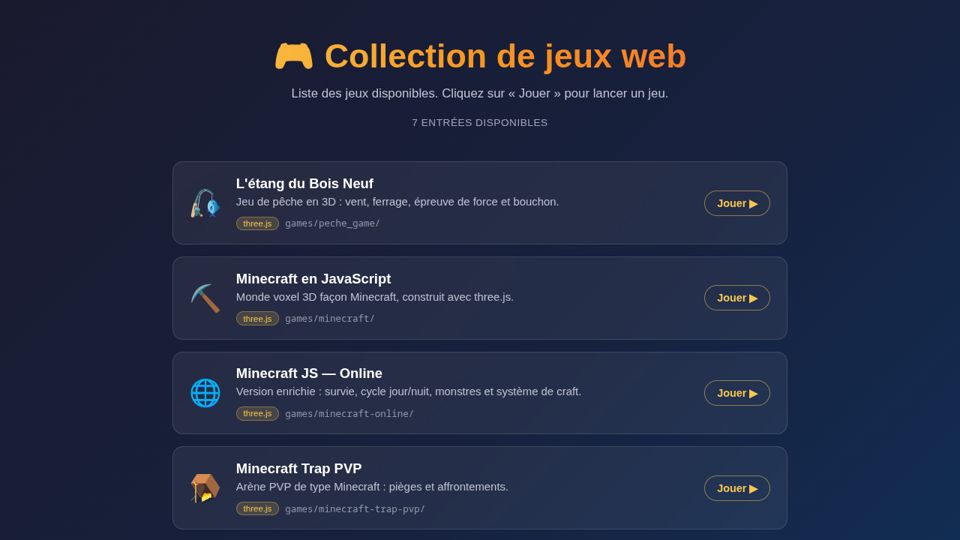 🎮 Collection de jeux web
Liste des jeux disponibles. Cliquez sur « Jouer » pour lancer un jeu.
7 ENTRÉES DISPONIBLES
L'étang du Bois Neuf
Jeu de pêche en 3D : vent, ferrage, épreuve de force et bouchon.
three.js games/peche_game/
Jouer ▶
Minecraft en JavaScript
Monde voxel 3D façon Minecraft, construit avec three.js.
three.js games/minecraft/
Jouer ▶
Minecraft JS — Online
Version enrichie : survie, cycle jour/nuit, monstres et système de craft.
three.js games/minecraft-online/
Jouer ▶
Minecraft Trap PVP
Arène PVP de type Minecraft : pièges et affrontements.
three.js games/minecraft-trap-pvp/
Jouer ▶